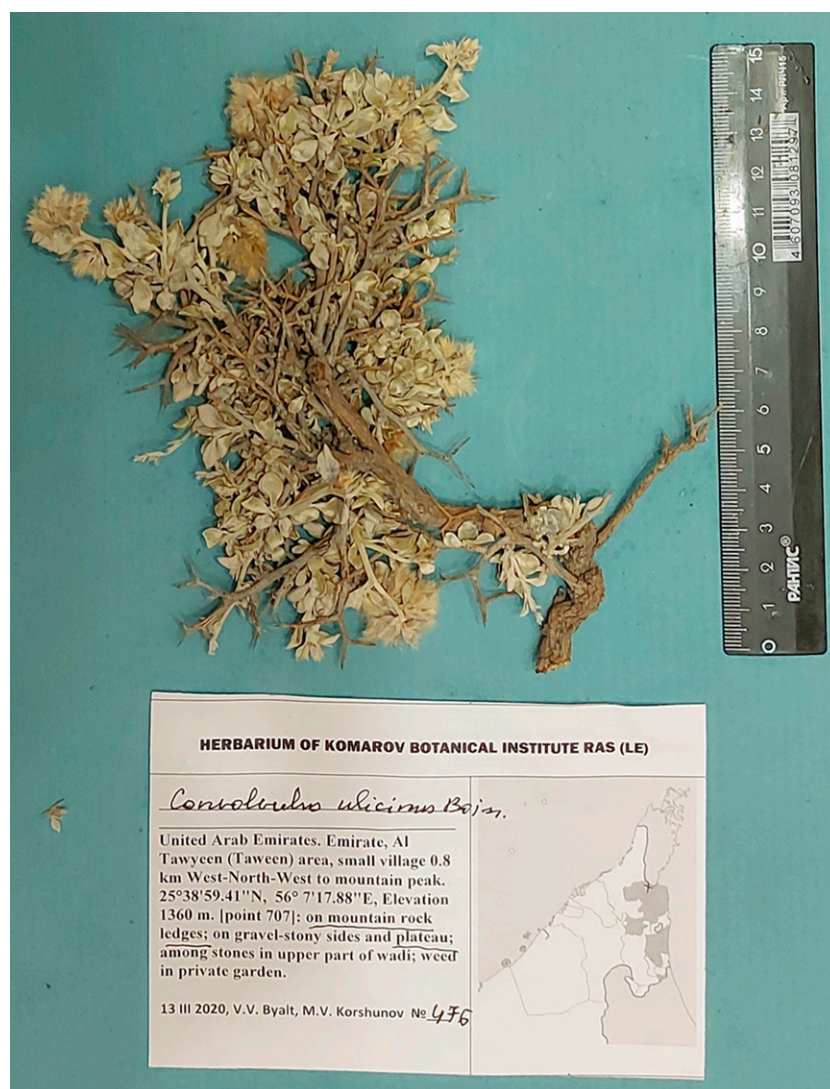 15
14
13
12
11
10
9
8
7
6
5
4
3
2
1
0
4607093081297
РАНТИС®
HERBARIUM OF KOMAROV BOTANICAL INSTITUTE RAS (LE)
Convolvulus ulicinus Boiss.
United Arab Emirates. Emirate, Al
Tawyeen (Taween) area, small village 0.8
km West-North-West to mountain peak.
25°38'59.41"N, 56° 7'17.88"E, Elevation
1360 m. [point 707]: on mountain rock
ledges; on gravel-stony sides and plateau;
among stones in upper part of wadi; weed
in private garden.
13 III 2020, V.V. Byalt, M.V. Korshunov № 476